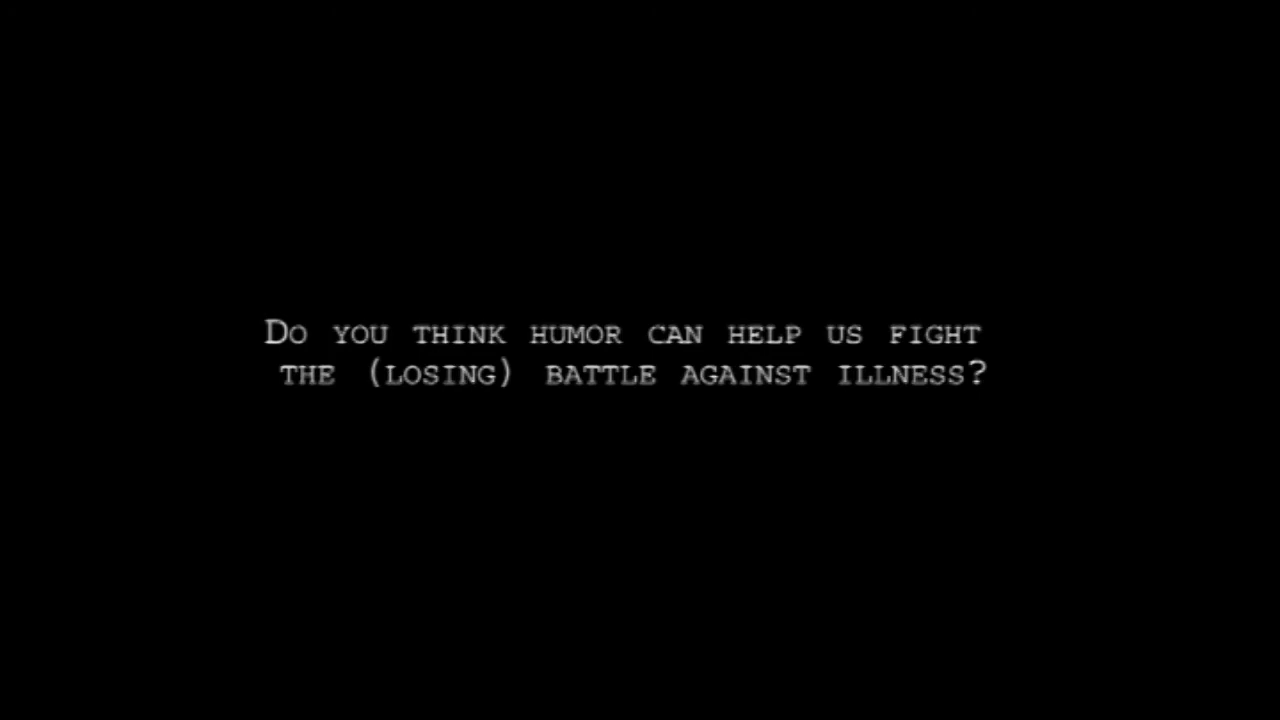 Do you think humor can help us fight
the (losing) battle against illness?